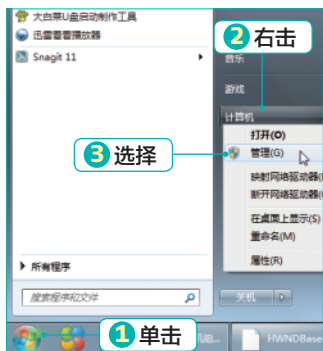 大白菜U盘启动制作工具
迅雷看看播放器
Snagit 11
2 右击
音乐
游戏
计算机
打开(O)
3 选择
管理(G)
映射网络驱动器(
断开网络驱动器(
在桌面上显示(S)
重命名(M)
属性(R)
所有程序
搜索程序和文件
关机
1 单击
组...
HWNDBase